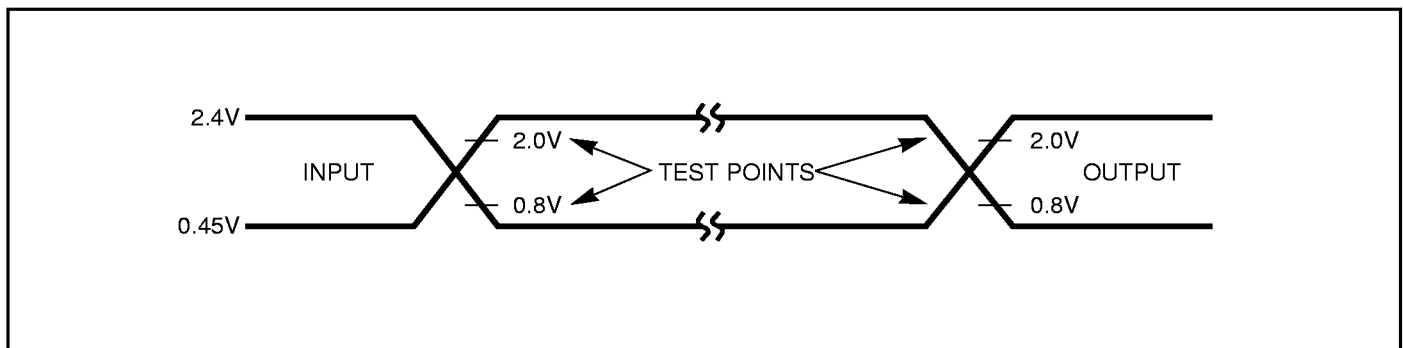 2.4V
2.0V
2.0V
INPUT
TEST POINTS
OUTPUT
0.8V
0.8V
0.45V